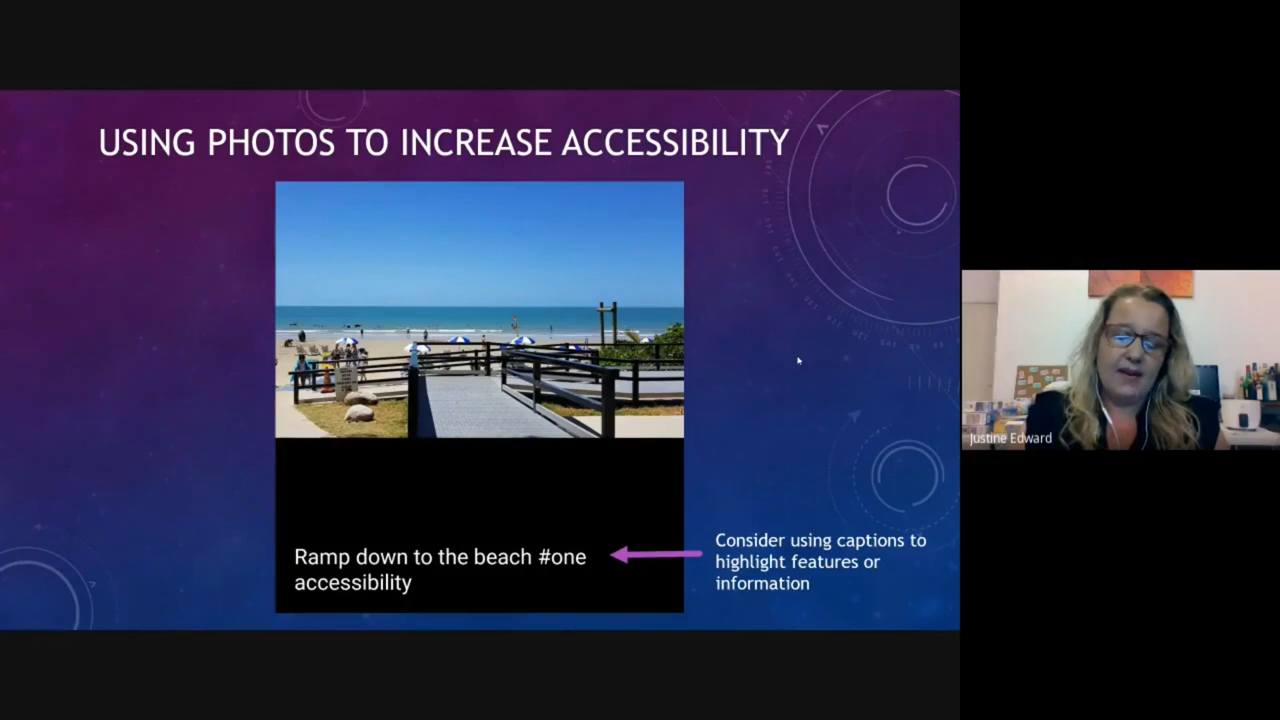 USING PHOTOS TO INCREASE ACCESSIBILITY
Ramp down to the beach #one
accessibility
Consider using captions to
highlight features or
information
Justine Edward